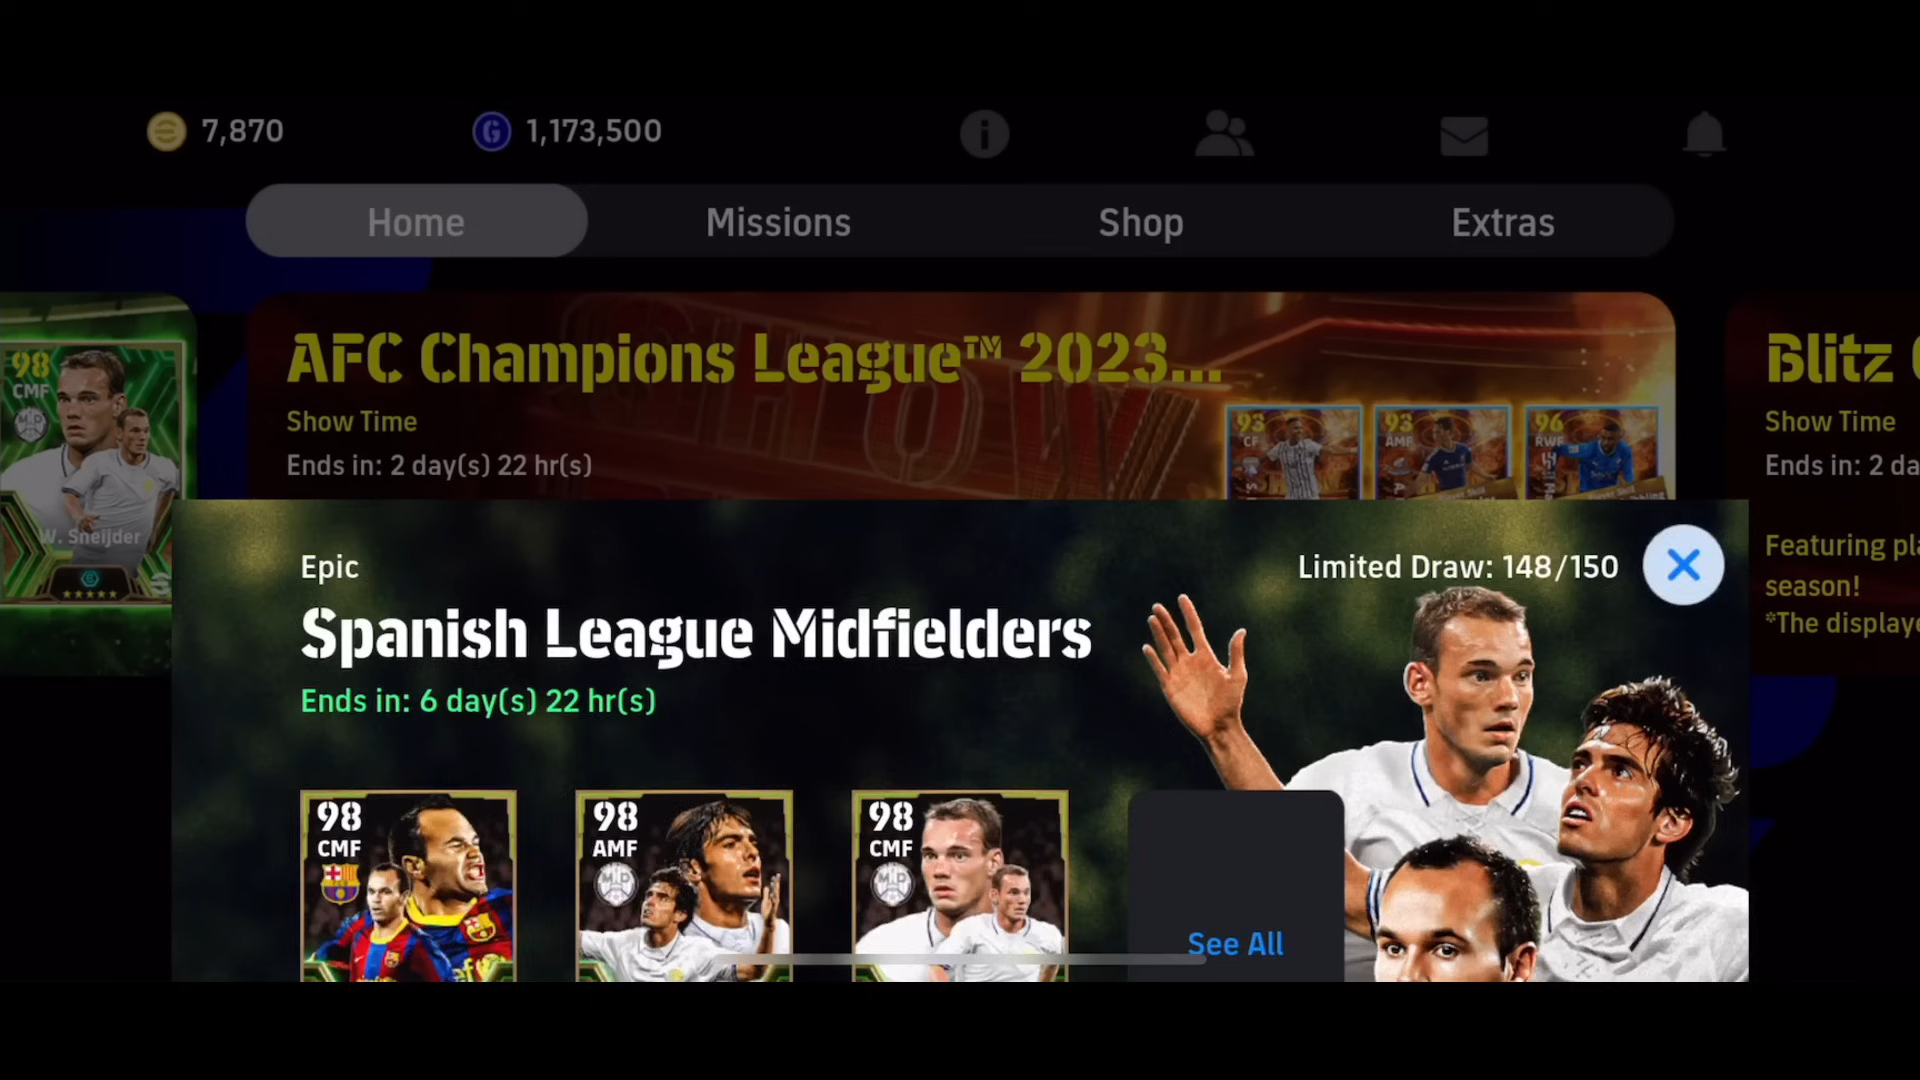 7,870
1,173,500
Home
Missions
Shop
Extras
98
CMF
W. Sneijder
AFC Champions League™ 2023...
Show Time
Ends in: 2 day(s) 22 hr(s)
93
CF
93
AMF
96
RWF
Blitz
Show Time
Ends in: 2 da
Featuring pl
season!
*The displaye
Epic
Limited Draw: 148/150
Spanish League Midfielders
Ends in: 6 day(s) 22 hr(s)
98
CMF
98
AMF
98
CMF
See All